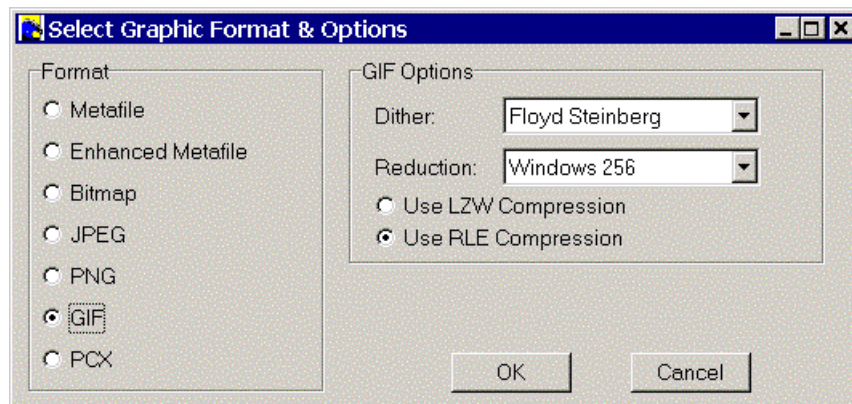 Select Graphic Format & Options
Format
Metafile
Enhanced Metafile
Bitmap
JPEG
PNG
GIF
PCX
GIF Options
Dither: Floyd Steinberg
Reduction: Windows 256
Use LZW Compression
Use RLE Compression
OK Cancel